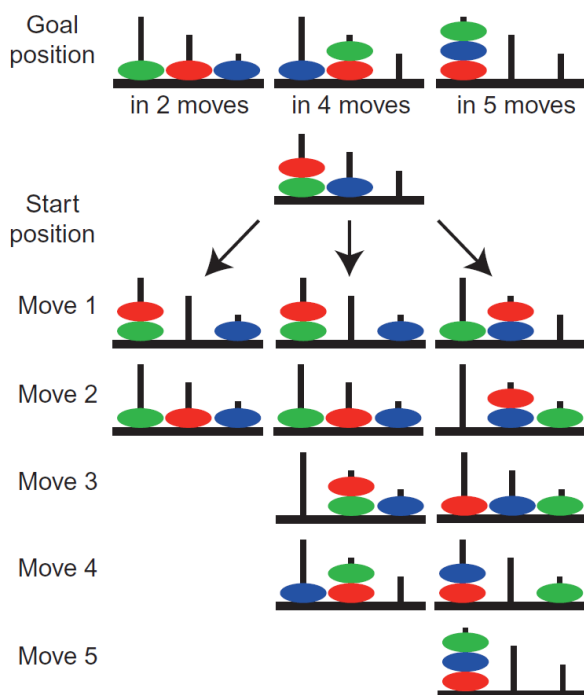 Goal
position
in 2 moves
in 4 moves
in 5 moves
Start
position
Move 1
Move 2
Move 3
Move 4
Move 5